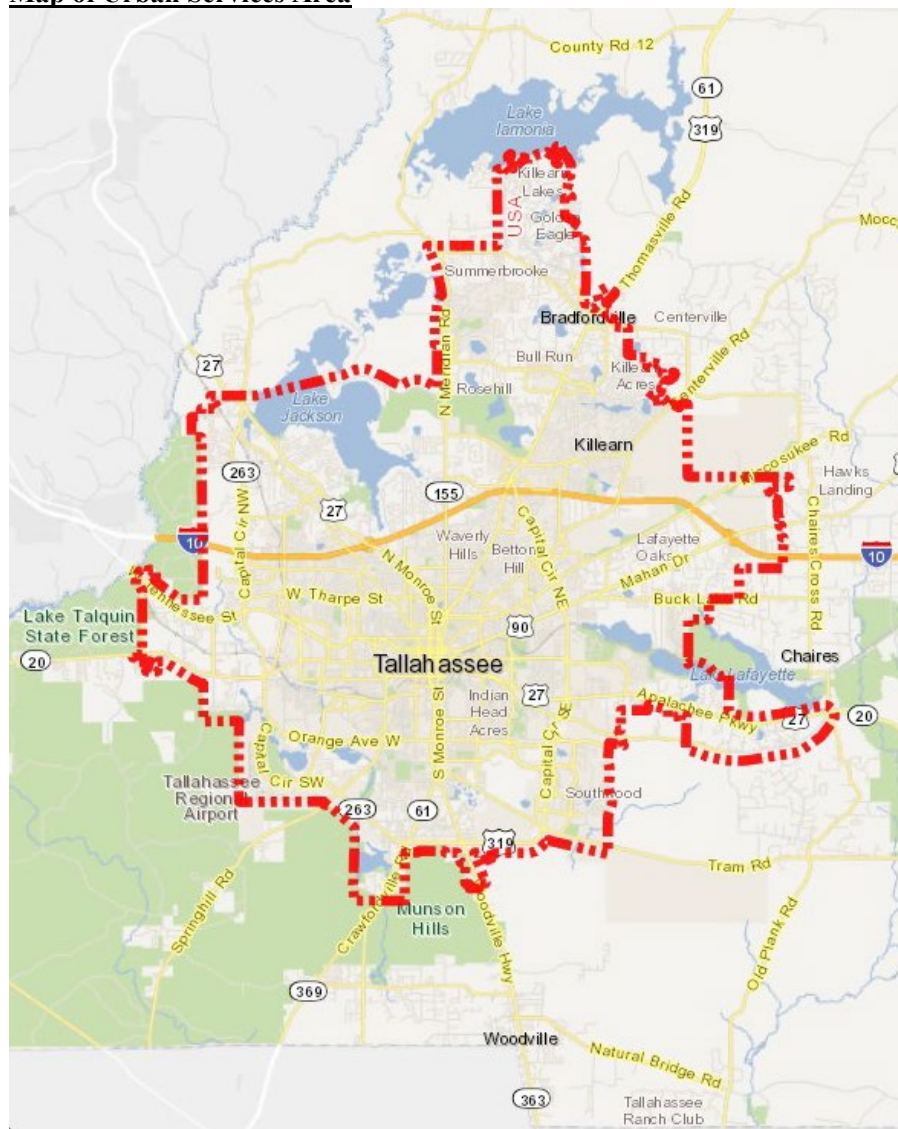 Map of Urban Services Area
County Rd 12
61
319
Lake
Iamonia
Killearn
Lakes
USA
Golden
Eagle
Thomasville Rd
Summerbrooke
Bradfordville
Centerville
27
N Meridian Rd
Bull Run
Killearn
Acres
Centerville Rd
Rosehill
Lake
Jackson
Killearn
Miccosukee Rd
263
155
Hawks
Landing
27
Capital Cir NW
Waverly
Hills
Betton
Hill
Capital Cir NE
Lafayette
Oaks
Chaires Cross Rd
10
N Monroe St
Mahan Dr
10
W Tennessee St
W Tharpe St
Buck Lake Rd
Lake Talquin
State Forest
90
20
Tallahassee
Lake Lafayette
Chaires
Indian
Head
Acres
27
Apalachee Pkwy
27
20
S Monroe St
Orange Ave W
Capital Cir SE
Capital
Cir SW
Tallahassee
Regional
Airport
Southwood
263
61
319
Tram Rd
Springhill Rd
Crawfordville Rd
Munson
Hills
Woodville Hwy
Old Plank Rd
369
Woodville
Natural Bridge Rd
363
Tallahassee
Ranch Club